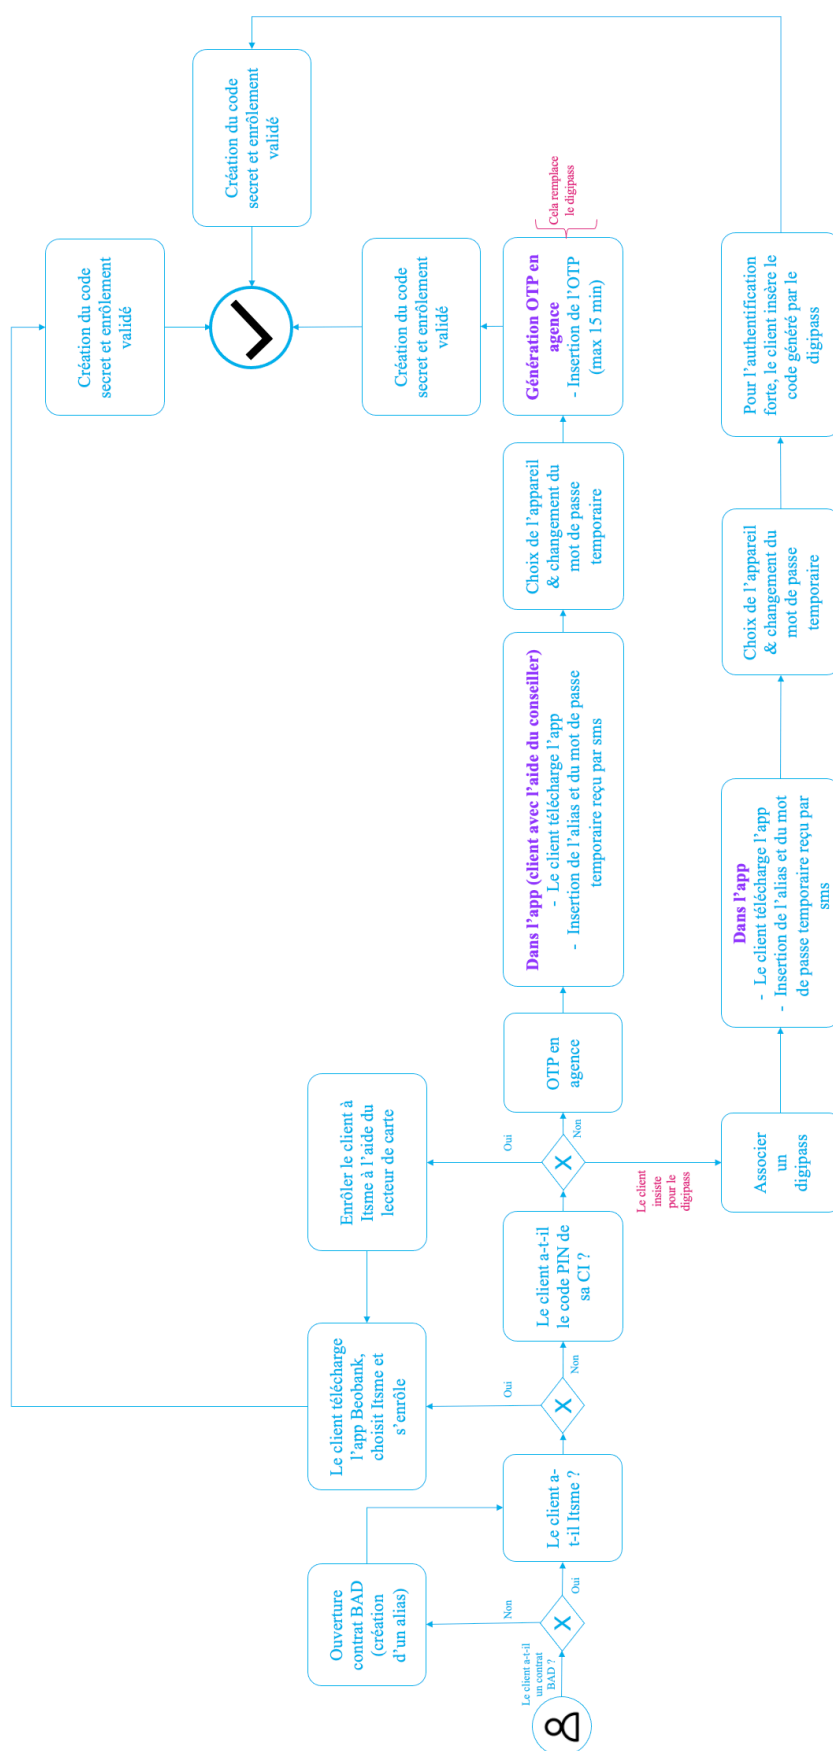 Le client a-t-il
un contrat
BAD ?
X
Non
Oui
Ouverture
contrat BAD
(création
d'un alias)
Le client a-
t-il Itsme ?
X
Oui
Non
Le client télécharge
l'app Beobank,
choisit Itsme et
s'enrôle
Le client a-t-il
le code PIN de
sa CI ?
X
Oui
Non
Enrôler le client à
Itsme à l'aide du
lecteur de carte
Le client
insiste
pour le
digipass
OTP en
agence
Dans l'app (client avec l'aide du conseiller)
- Le client télécharge l'app
- Insertion de l'alias et du mot de passe
temporaire reçu par sms
Choix de l'appareil
& changement du
mot de passe
temporaire
Génération OTP en
agence
- Insertion de l'OTP
(max 15 min)
Cela remplace
le digipass
Création du code
secret et enrôlement
validé
Création du code
secret et enrôlement
validé
Création du code
secret et enrôlement
validé
Associer
un
digipass
Dans l'app
- Le client télécharge l'app
- Insertion de l'alias et du mot
de passe temporaire reçu par
sms
Choix de l'appareil
& changement du
mot de passe
temporaire
Pour l'authentification
forte, le client insère le
code généré par le
digipass